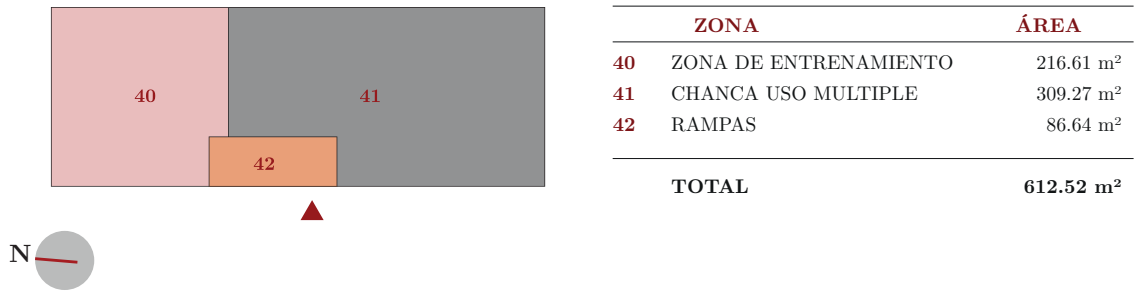 40
41
42
N
ZONA ÁREA
40 ZONA DE ENTRENAMIENTO 216.61 m²
41 CHANCA USO MULTIPLE 309.27 m²
42 RAMPAS 86.64 m²
TOTAL 612.52 m²